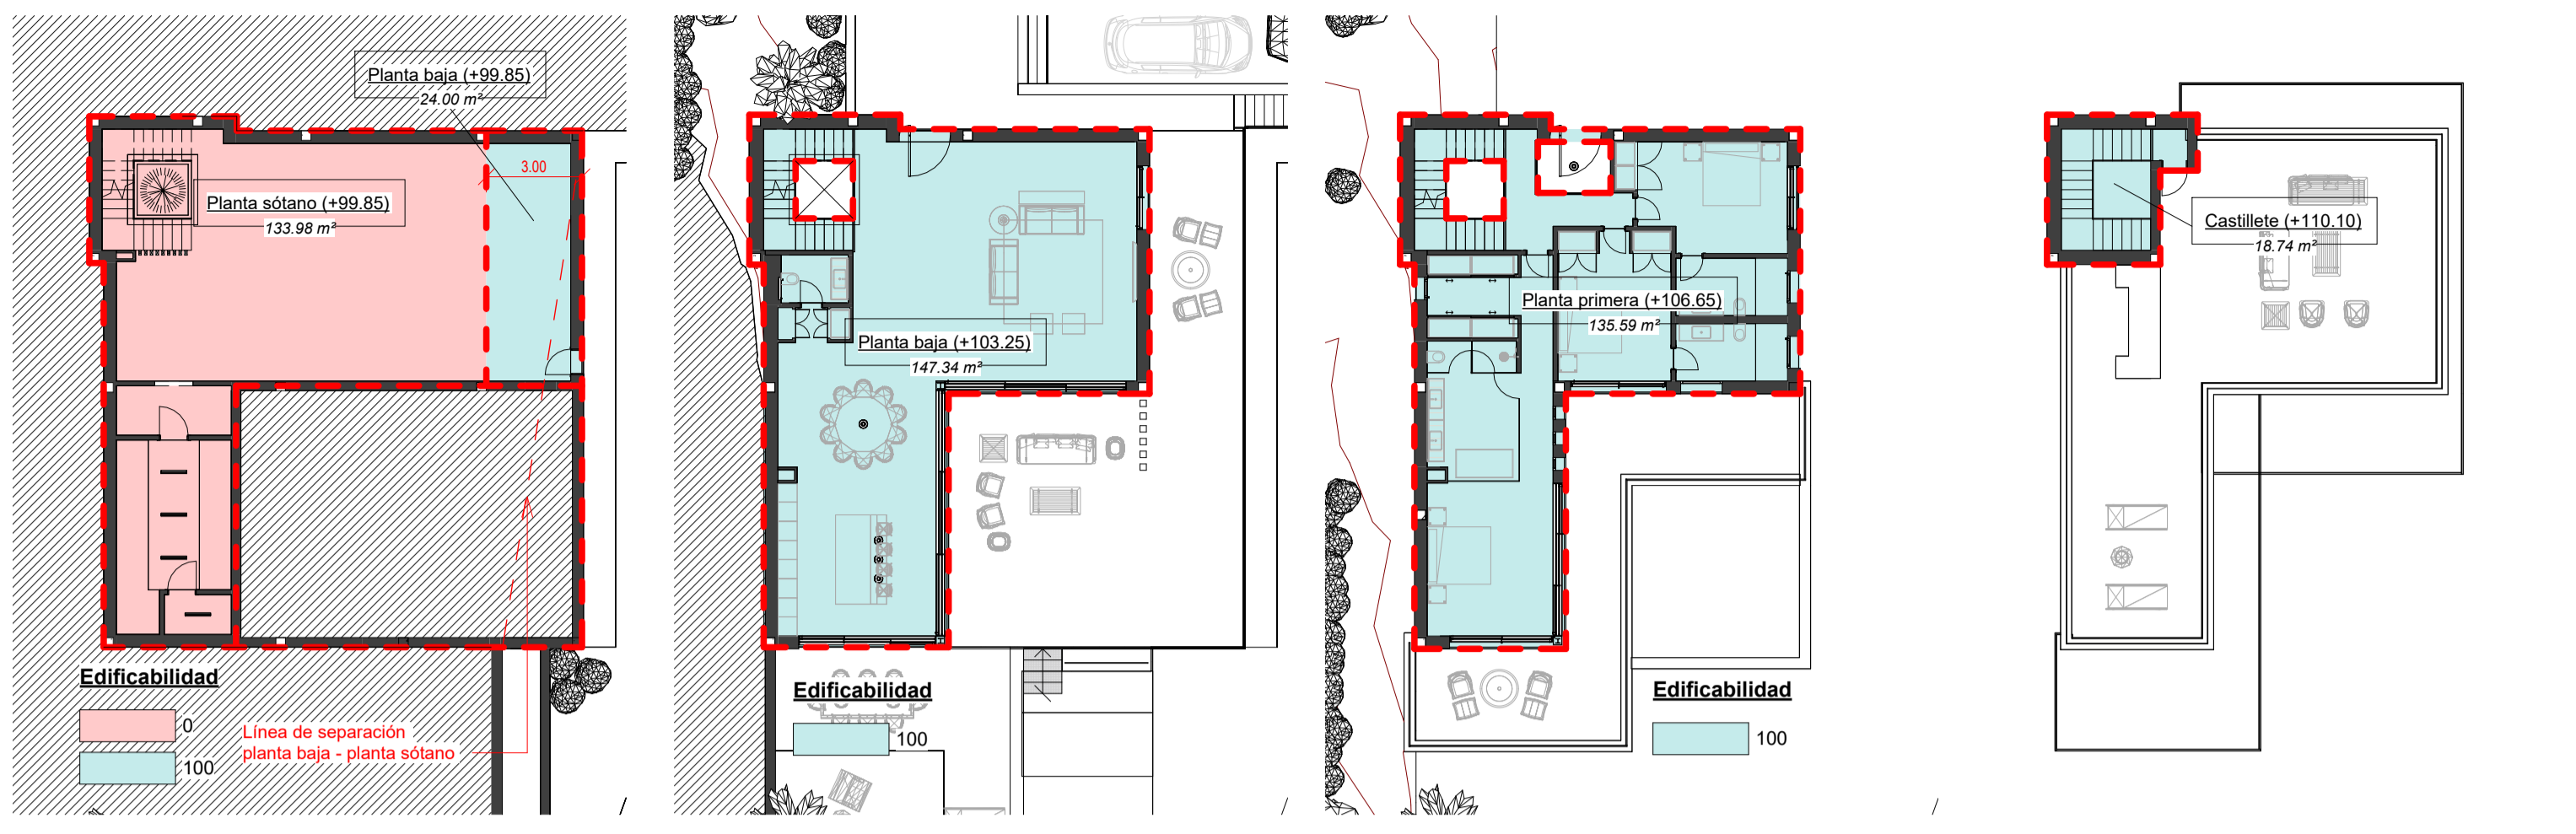 Planta baja (+99.85)
24.00 m²
3.00
Planta sótano (+99.85)
133.98 m²
Edificabilidad
0
100
Línea de separación
planta baja - planta sótano
Planta baja (+103.25)
147.34 m²
Edificabilidad
100
Planta primera (+106.65)
135.59 m²
Edificabilidad
100
Castillete (+110.10)
18.74 m²